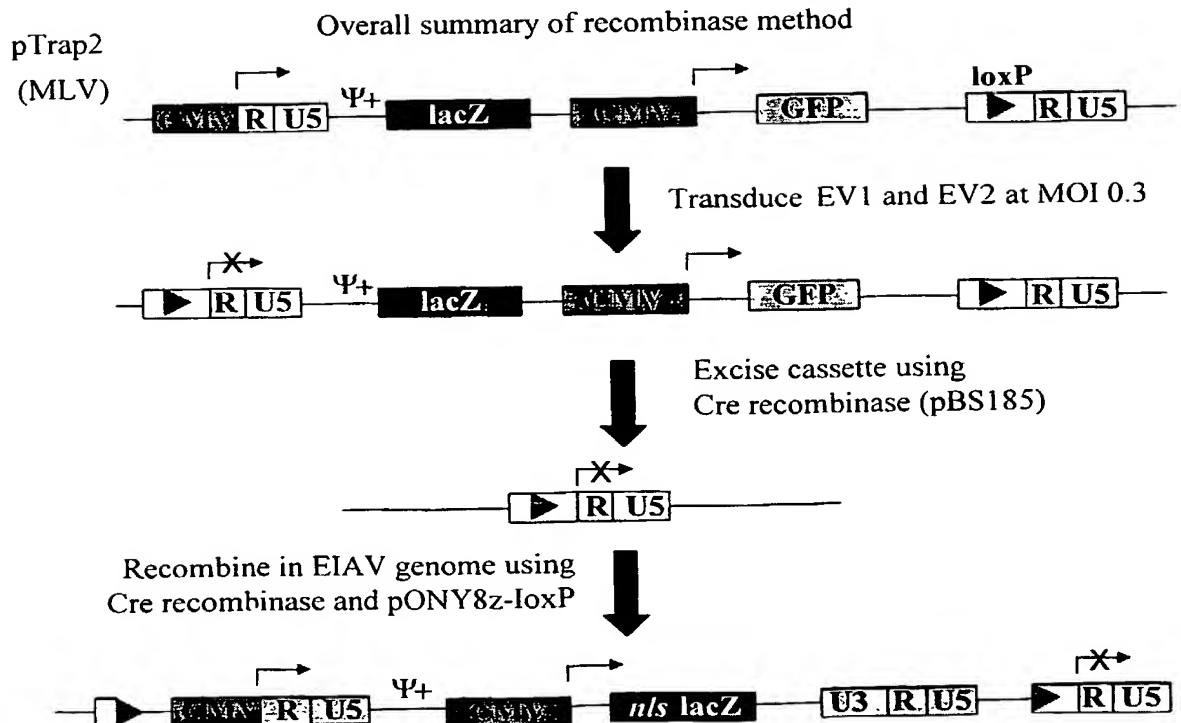 Overall summary of recombinase method
pTrap2
(MLV)
CMV R U5 Ψ+ lacZ CMV GFP loxP R U5
Transduce EV1 and EV2 at MOI 0.3
X R U5 Ψ+ lacZ CMV GFP R U5
Excise cassette using
Cre recombinase (pBS185)
X R U5
Recombine in EIAV genome using
Cre recombinase and pONY8z-loxP
CMV R U5 Ψ+ CMV nls lacZ U3 R U5 X R U5